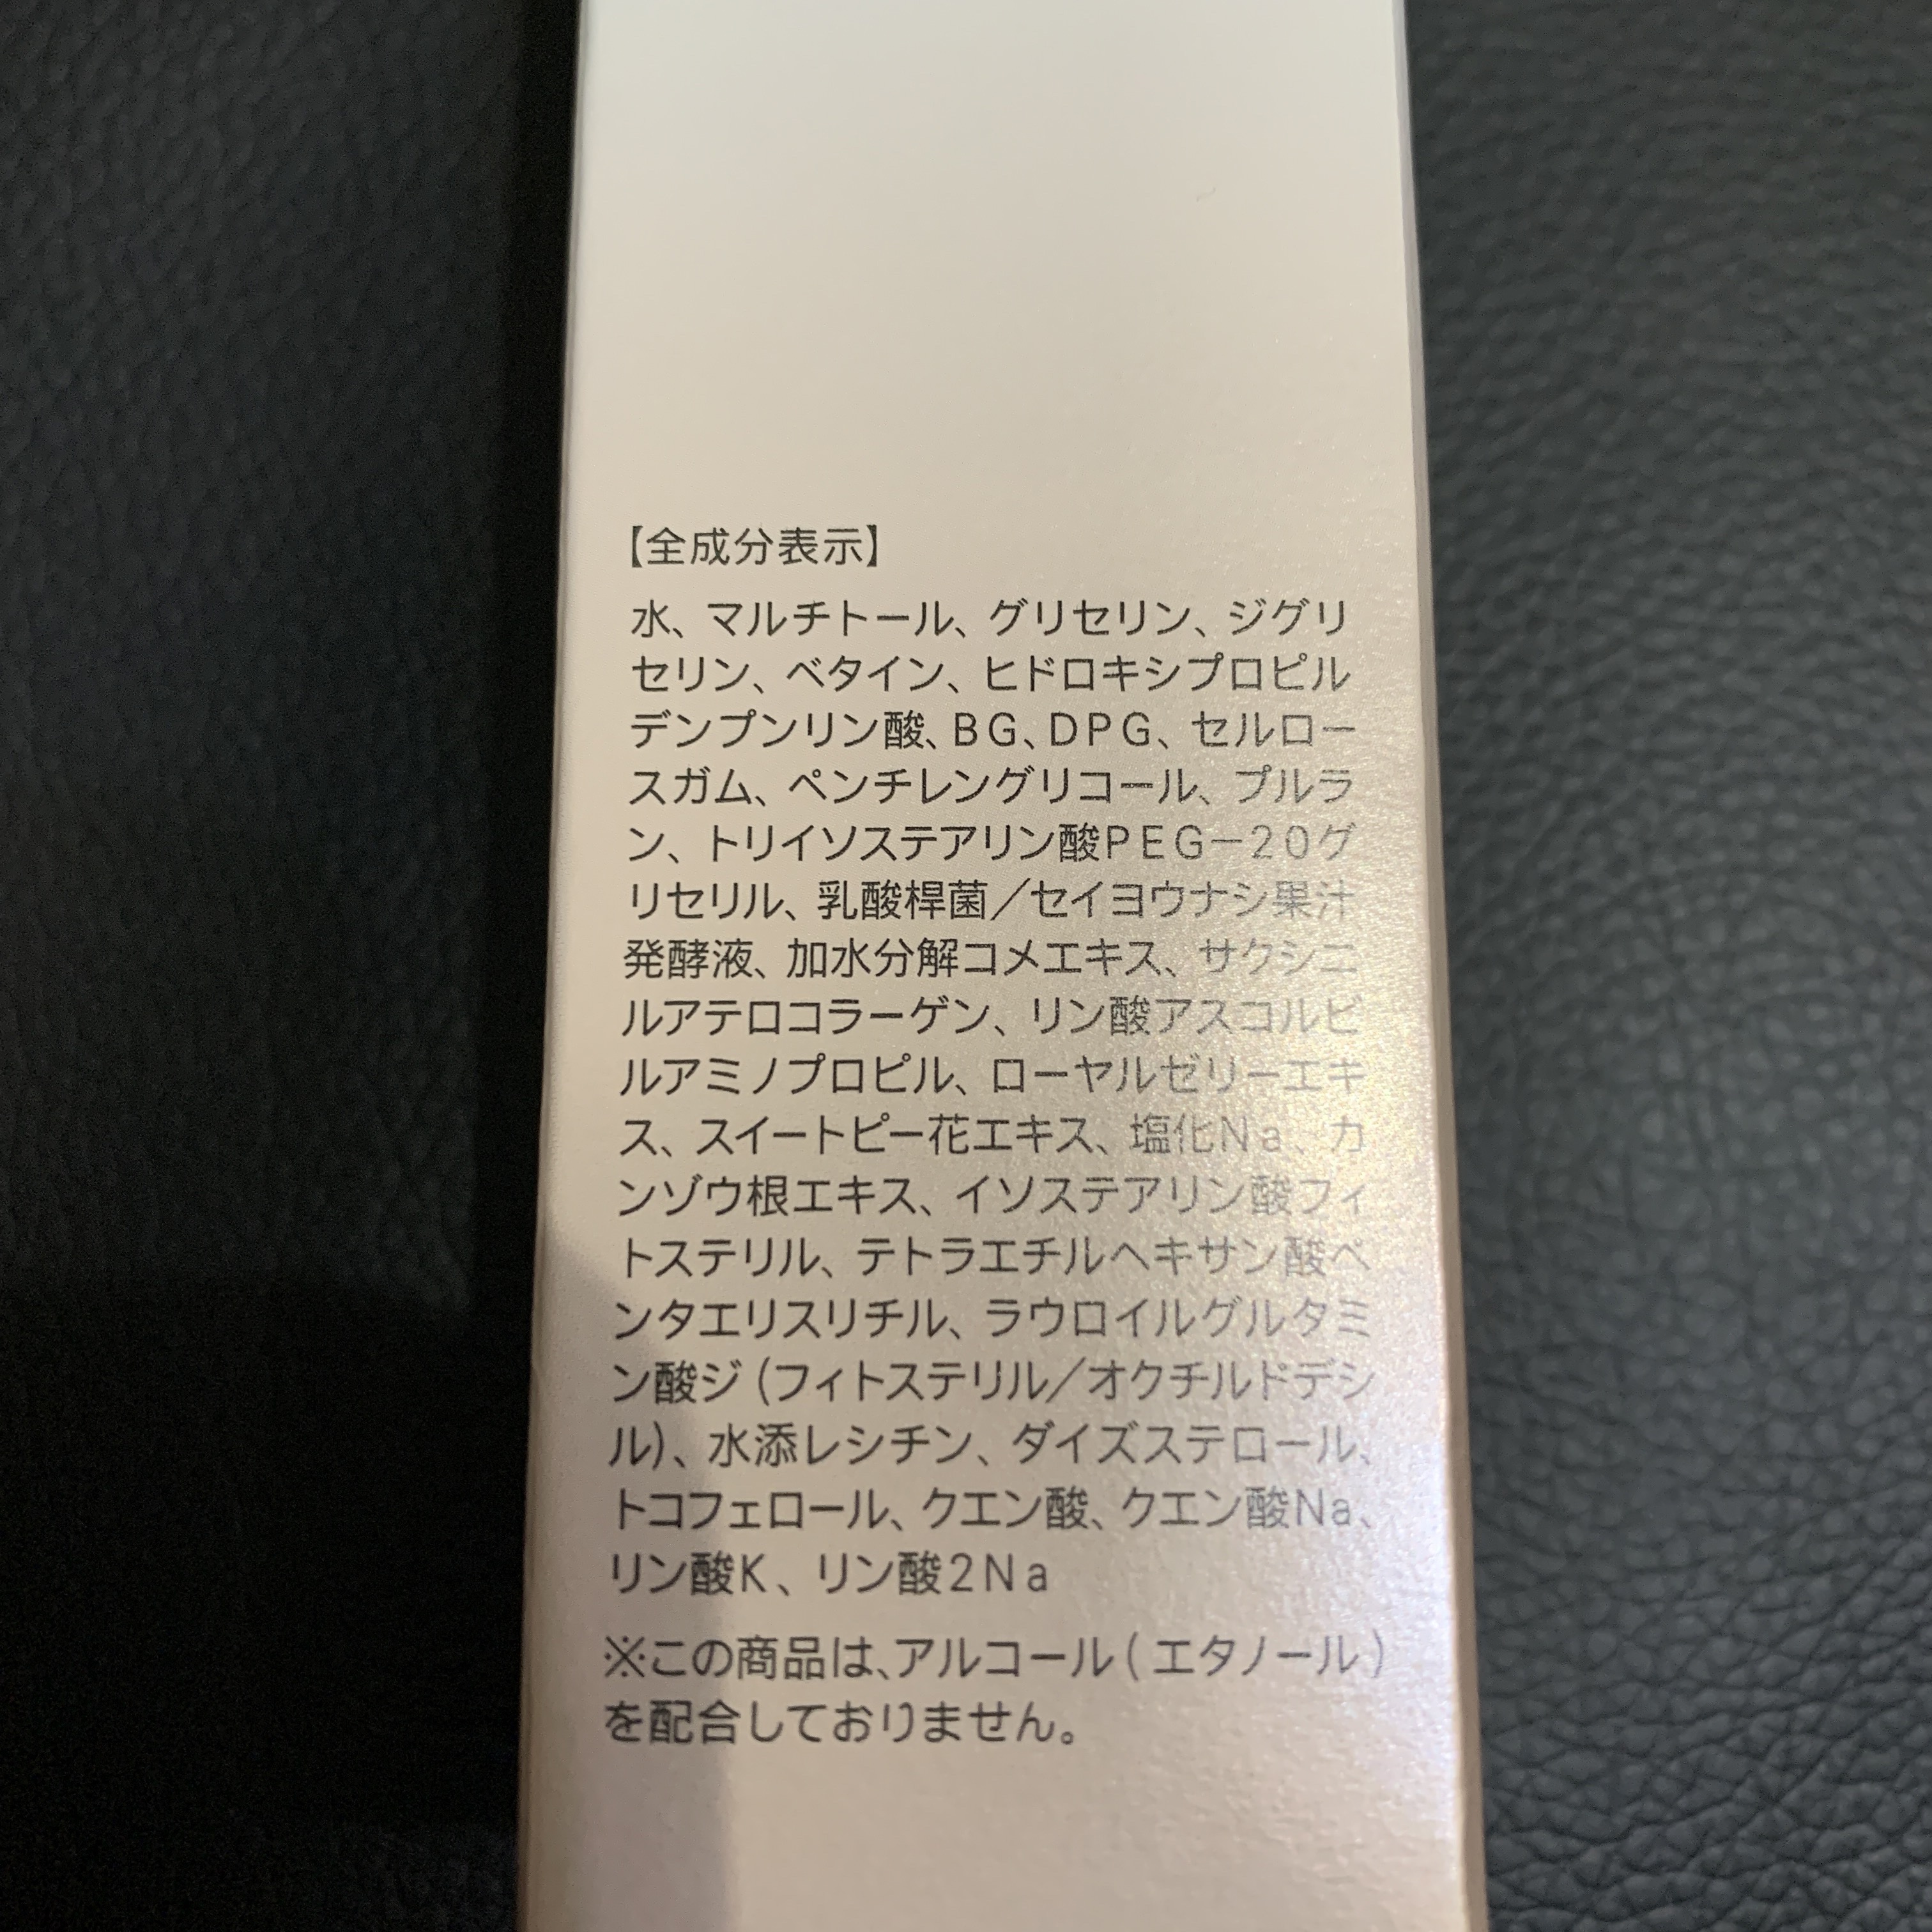 【全成分表示】
水、マルチトール、グリセリン、ジグリ
セリン、ベタイン、ヒドロキシプロピル
デンプンリン酸、BG、DPG、セルロー
スガム、ペンチレングリコール、プルラ
ン、トリイソステアリン酸PEG－20グ
リセリル、乳酸桿菌／セイヨウナシ果汁
発酵液、加水分解コメエキス、サクシニ
ルアテロコラーゲン、リン酸アスコルビ
ルアミノプロピル、ローヤルゼリーエキ
ス、スイートピー花エキス、塩化Na、カ
ンゾウ根エキス、イソステアリン酸フィ
トステリル、テトラエチルヘキサン酸ペ
ンタエリスリチル、ラウロイルグルタミ
ン酸ジ（フィトステリル／オクチルドデシ
ル）、水添レシチン、ダイズステロール、
トコフェロール、クエン酸、クエン酸Na、
リン酸K、リン酸2Na
※この商品は、アルコール（エタノール）
を配合しておりません。